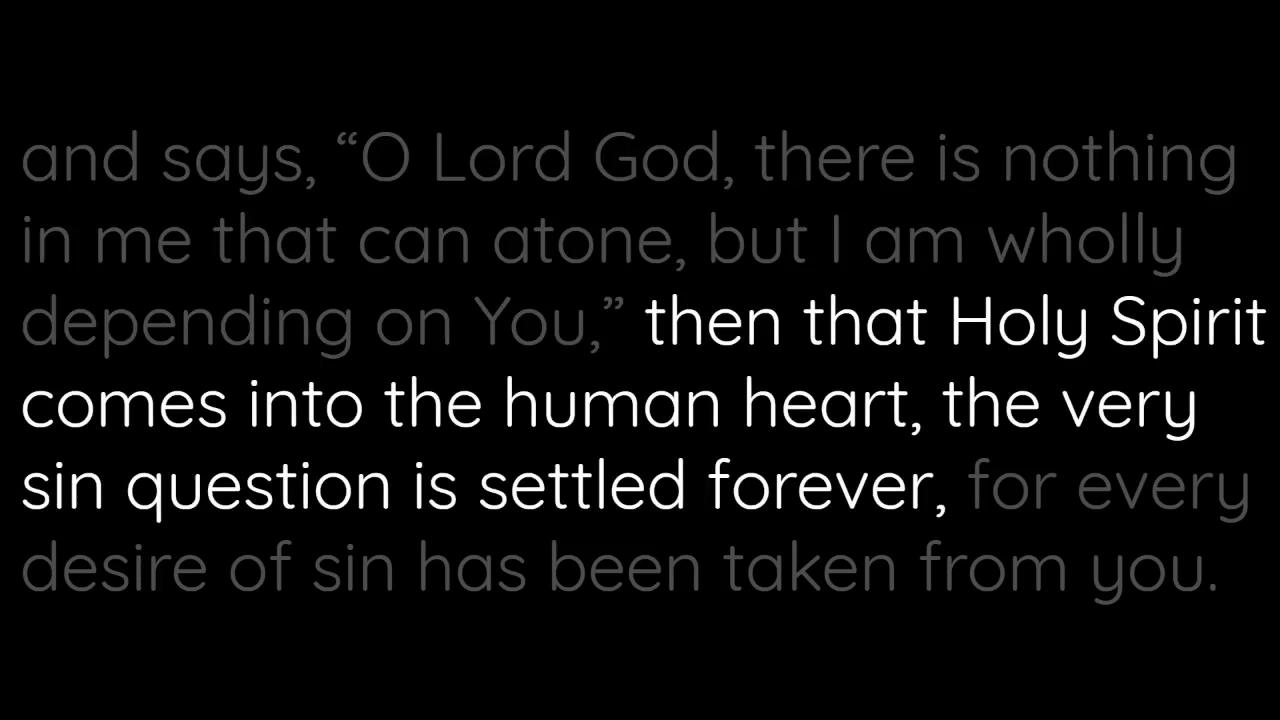 and says, “O Lord God, there is nothing
in me that can atone, but I am wholly
depending on You,” then that Holy Spirit
comes into the human heart, the very
sin question is settled forever, for every
desire of sin has been taken from you.